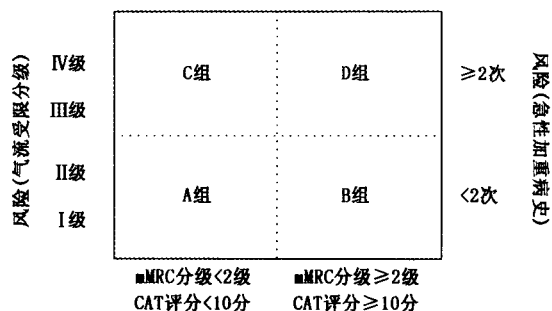 风险(气流受限分级)
Ⅳ级
Ⅲ级
Ⅱ级
Ⅰ级
C组
D组
A组
B组
≥2次
<2次
风险(急性加重病史)
mMRC分级<2级
mMRC分级≥2级
CAT评分<10分
CAT评分≥10分